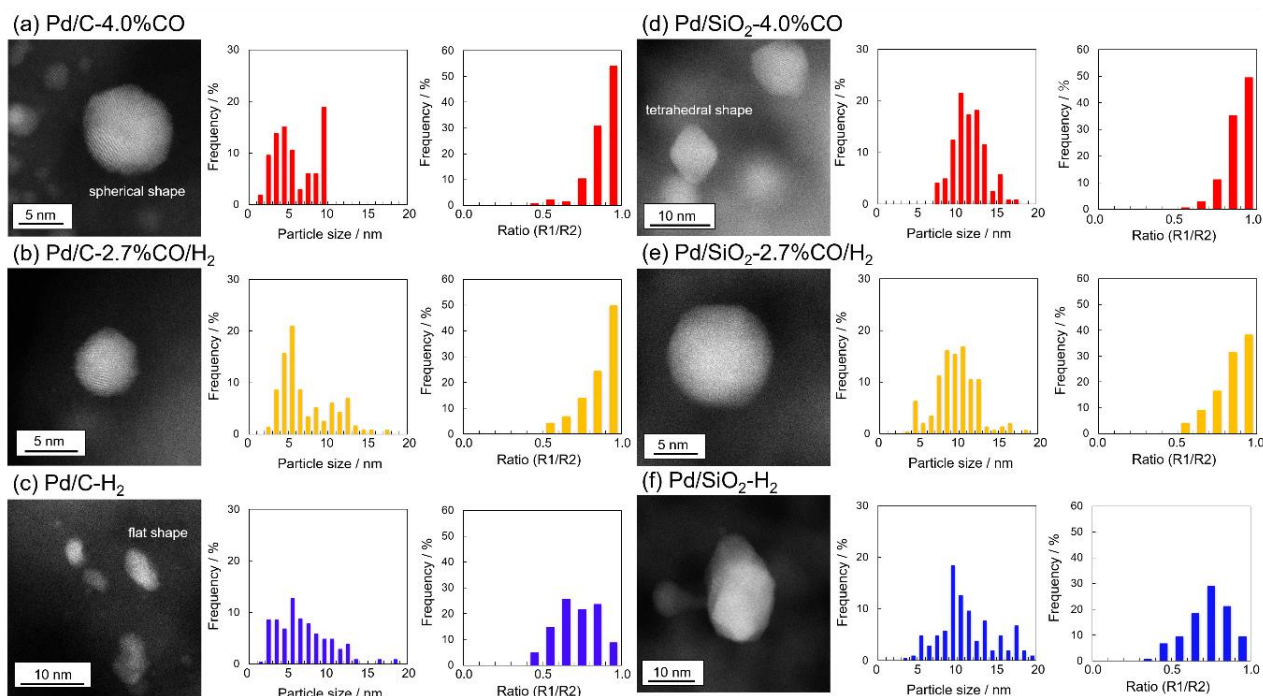 (a) Pd/C-4.0%CO
spherical shape
5 nm
30
20
10
0
Frequency / %
0 5 10 15 20
Particle size / nm
60
50
40
30
20
10
0
Frequency / %
0.0 0.5 1.0
Ratio (R1/R2)
(d) Pd/SiO₂-4.0%CO
tetrahedral shape
10 nm
30
20
10
0
Frequency / %
0 5 10 15 20
Particle size / nm
60
50
40
30
20
10
0
Frequency / %
0.0 0.5 1.0
Ratio (R1/R2)
(b) Pd/C-2.7%CO/H₂
5 nm
30
20
10
0
Frequency / %
0 5 10 15 20
Particle size / nm
60
50
40
30
20
10
0
Frequency / %
0.0 0.5 1.0
Ratio (R1/R2)
(e) Pd/SiO₂-2.7%CO/H₂
5 nm
30
20
10
0
Frequency / %
0 5 10 15 20
Particle size / nm
60
50
40
30
20
10
0
Frequency / %
0.0 0.5 1.0
Ratio (R1/R2)
(c) Pd/C-H₂
flat shape
10 nm
30
20
10
0
Frequency / %
0 5 10 15 20
Particle size / nm
60
50
40
30
20
10
0
Frequency / %
0.0 0.5 1.0
Ratio (R1/R2)
(f) Pd/SiO₂-H₂
10 nm
30
20
10
0
Frequency / %
0 5 10 15 20
Particle size / nm
60
50
40
30
20
10
0
Frequency / %
0.0 0.5 1.0
Ratio (R1/R2)